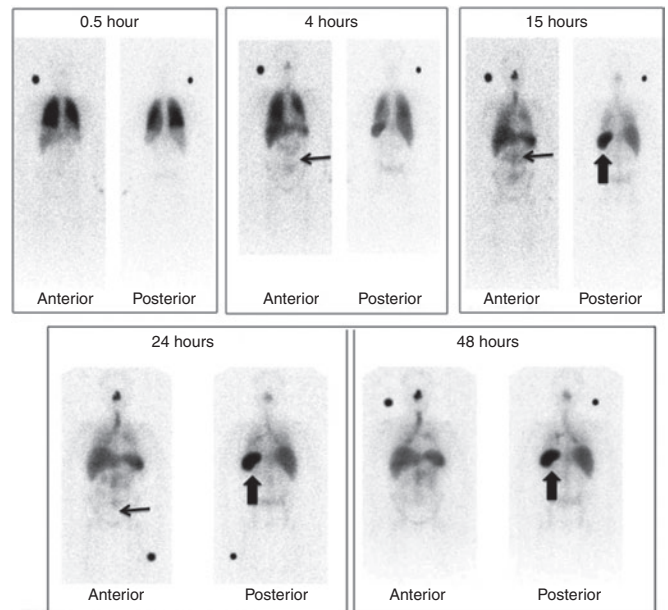 0.5 hour
Anterior
Posterior
4 hours
Anterior
Posterior
15 hours
Anterior
Posterior
24 hours
Anterior
Posterior
48 hours
Anterior
Posterior